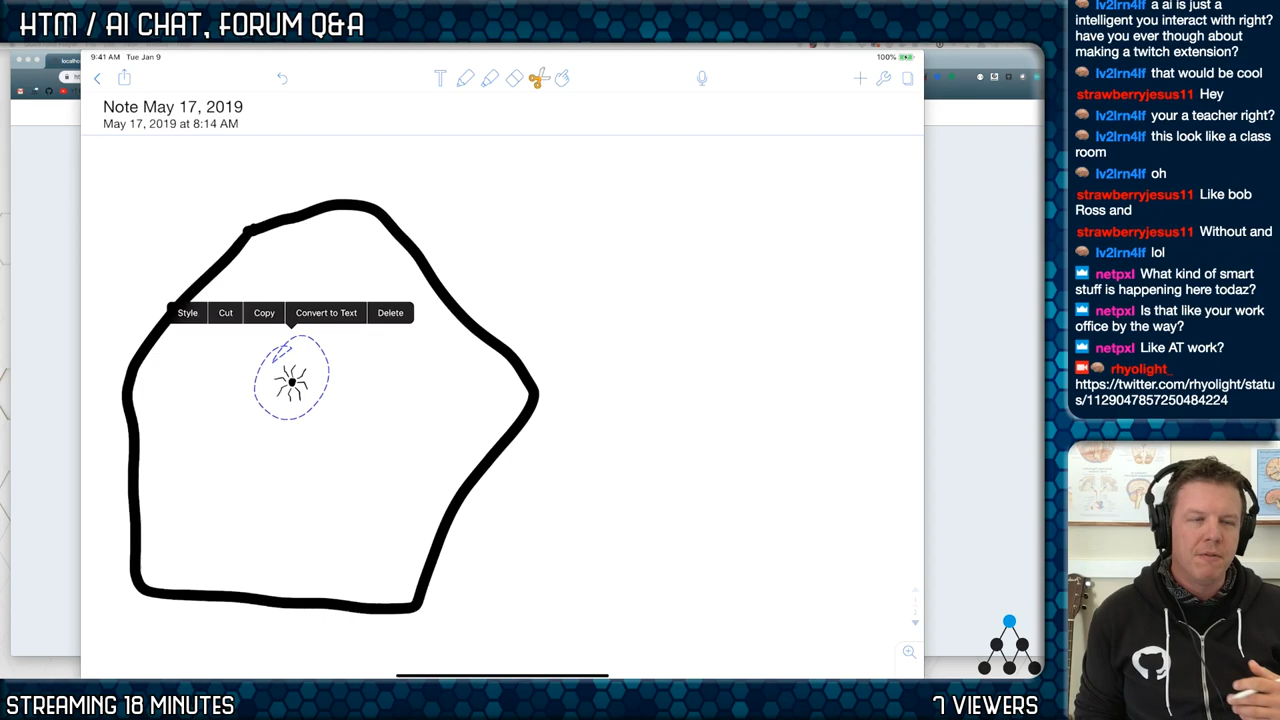 HTM / AI CHAT, FORUM Q&A
9:41 AM Tue Jan 9
100%
Note May 17, 2019
May 17, 2019 at 8:14 AM
Style Cut Copy Convert to Text Delete
lv2lrn4lf a ai is just a
intelligent you interact with right?
have you ever though about
making a twitch extension?
lv2lrn4lf that would be cool
strawberryjesus11 Hey
lv2lrn4lf your a teacher right?
lv2lrn4lf this look like a class
room
lv2lrn4lf oh
strawberryjesus11 Like bob
Ross and
strawberryjesus11 Without and
lv2lrn4lf lol
netpxl What kind of smart
stuff is happening here todaz?
netpxl Is that like your work
office by the way?
netpxl Like AT work?
rhyolight_
https://twitter.com/rhyolight/statu
s/1129047857250484224
STREAMING 18 MINUTES
7 VIEWERS